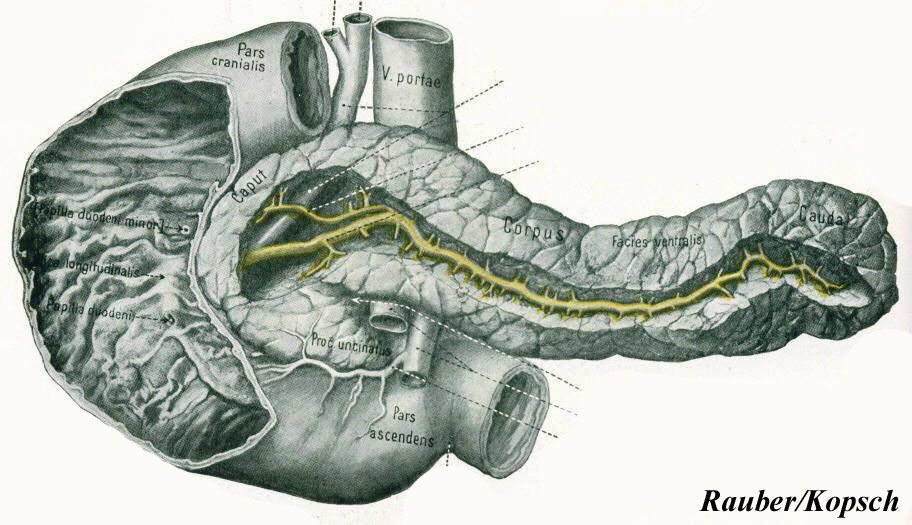 Pars
cranialis
V. portae
Caput
Papilla duodeni minor
Corpus
Cauda
Facies ventralis
longitudinalis
Papilla duodeni
Proc. uncinatus
Pars
ascendens
Rauber/Kopsch